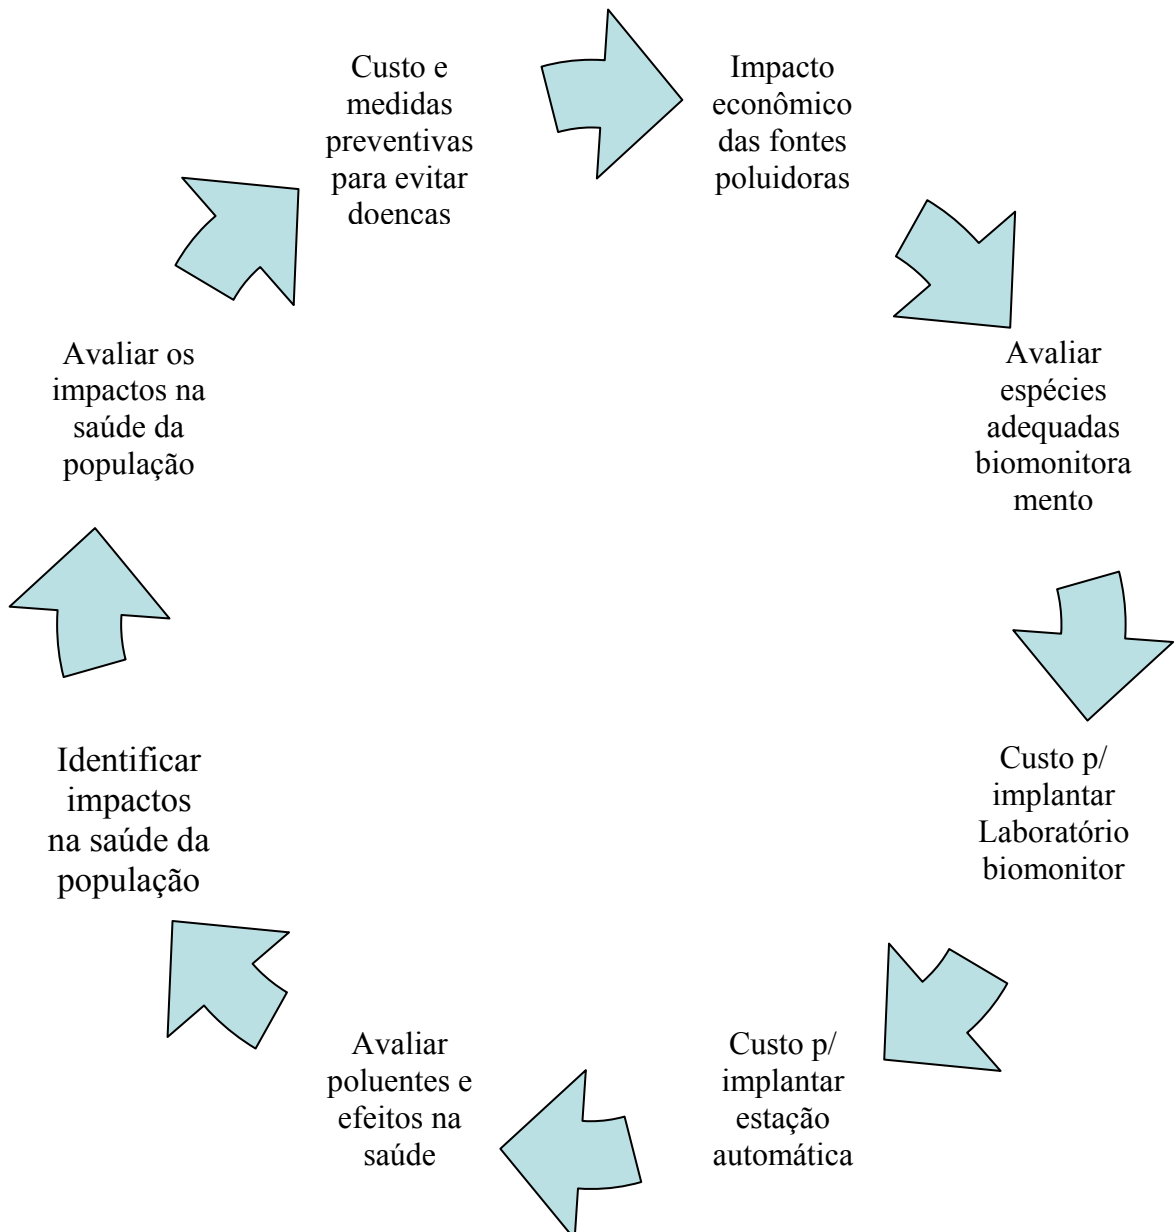 Custo e
medidas
preventivas
para evitar
doencas
Impacto
econômico
das fontes
poluidoras
Avaliar
espécies
adequadas
biomonitora
mento
Custo p/
implantar
Laboratório
biomonitor
Custo p/
implantar
estação
automática
Avaliar
poluentes e
efeitos na
saúde
Identificar
impactos
na saúde da
população
Avaliar os
impactos na
saúde da
população